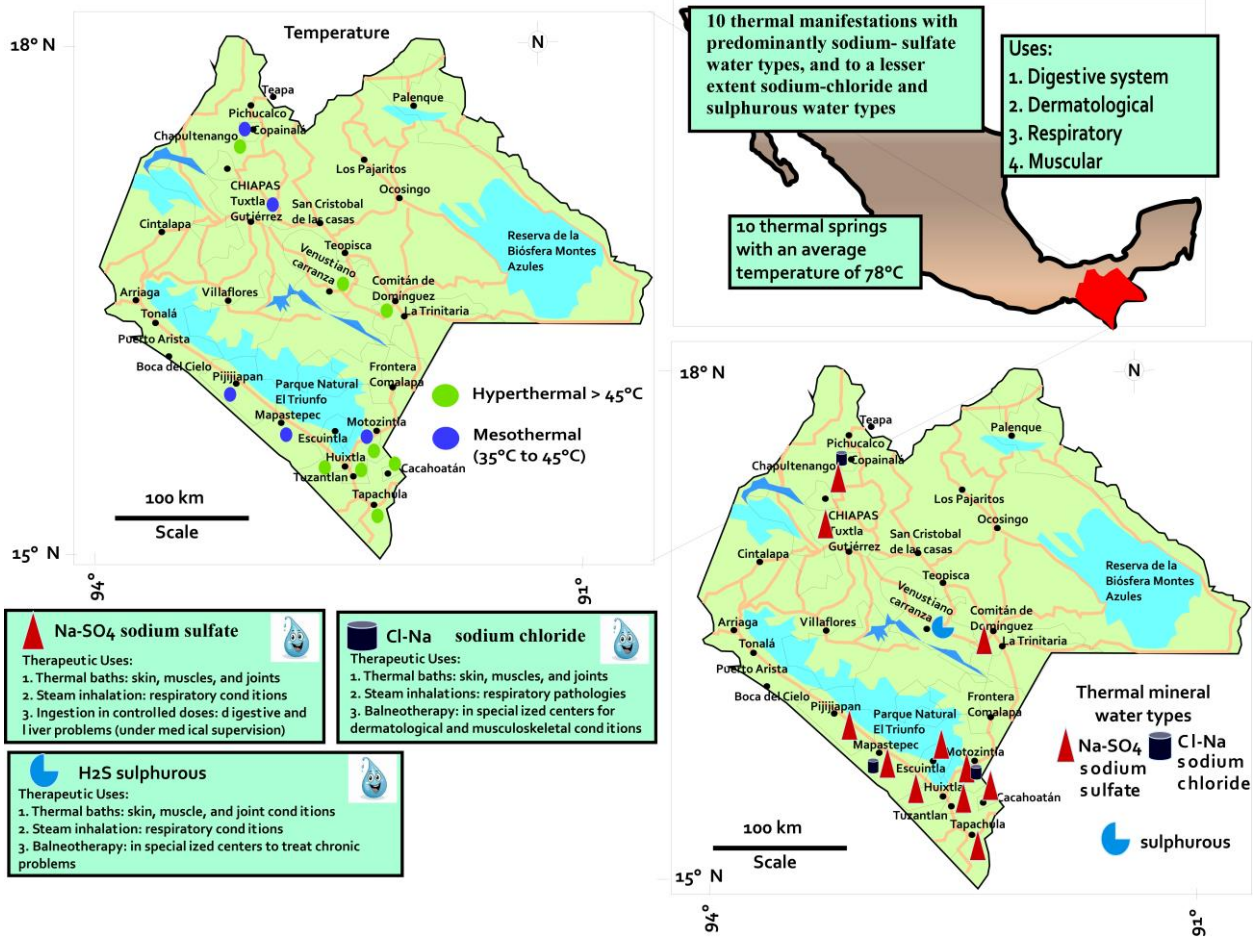 Temperature
N
18° N
Teapa
Pichucalco
Copainalá
Chapultenango
Palenque
Los Pajaritos
CHIAPAS
Tuxtla
Gutiérrez
San Cristobal
de las casas
Ocosingo
Cintalapa
Teopisca
Venustiano
carranza
Reserva de la
Biósfera Montes
Azules
Comitán de
Domínguez
La Trinitaria
Arriaga
Villaflores
Tonalá
Puerto Arista
Boca del Cielo
Pijijiapan
Parque Natural
El Triunfo
Frontera
Comalapa
Mapastepec
Motozintla
Escuintla
Huixtla
Tuzantlan
Cacahoatán
Tapachula
Hyperthermal > 45°C
Mesothermal
(35°C to 45°C)
100 km
Scale
15° N
94°
91°
10 thermal manifestations with
predominantly sodium- sulfate
water types, and to a lesser
extent sodium-chloride and
sulphurous water types
Uses:
1. Digestive system
2. Dermatological
3. Respiratory
4. Muscular
10 thermal springs
with an average
temperature of 78°C
18° N
N
Teapa
Pichucalco
Copainalá
Chapultenango
Palenque
Los Pajaritos
CHIAPAS
Tuxtla
Gutiérrez
San Cristobal
de las casas
Ocosingo
Cintalapa
Teopisca
Venustiano
carranza
Reserva de la
Biósfera Montes
Azules
Comitán de
Domínguez
La Trinitaria
Arriaga
Villaflores
Tonalá
Puerto Arista
Boca del Cielo
Pijijiapan
Parque Natural
El Triunfo
Frontera
Comalapa
Mapastepec
Motozintla
Escuintla
Huixtla
Tuzantlan
Cacahoatán
Tapachula
Thermal mineral
water types
Na-SO4
sodium
sulfate
Cl-Na
sodium
chloride
sulphurous
100 km
Scale
15° N
94°
91°
Na-SO4 sodium sulfate
Therapeutic Uses:
1. Thermal baths: skin, muscles, and joints
2. Steam inhalation: respiratory conditions
3. Ingestion in controlled doses: digestive and
liver problems (under medical supervision)
Cl-Na sodium chloride
Therapeutic Uses:
1. Thermal baths: skin, muscles, and joints
2. Steam inhalations: respiratory pathologies
3. Balneotherapy: in specialized centers for
dermatological and musculoskeletal conditions
H2S sulphurous
Therapeutic Uses:
1. Thermal baths: skin, muscle, and joint conditions
2. Steam inhalation: respiratory conditions
3. Balneotherapy: in specialized centers to treat chronic
problems